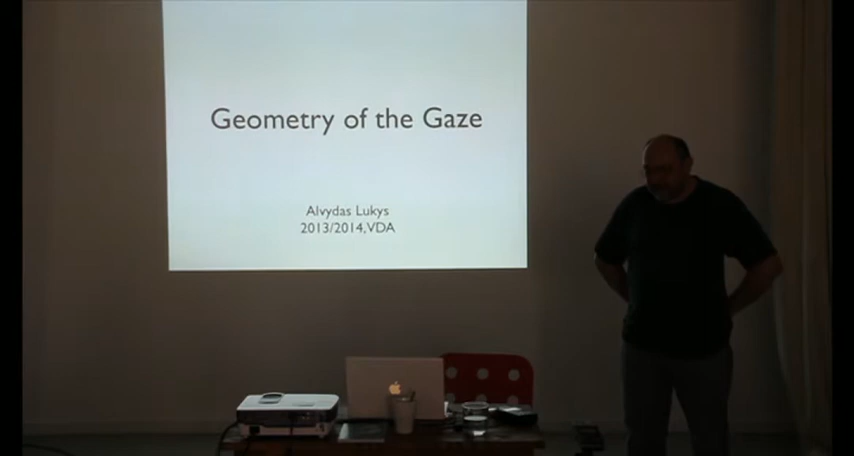 Geometry of the Gaze
Alvydas Lukys
2013/2014, VDA